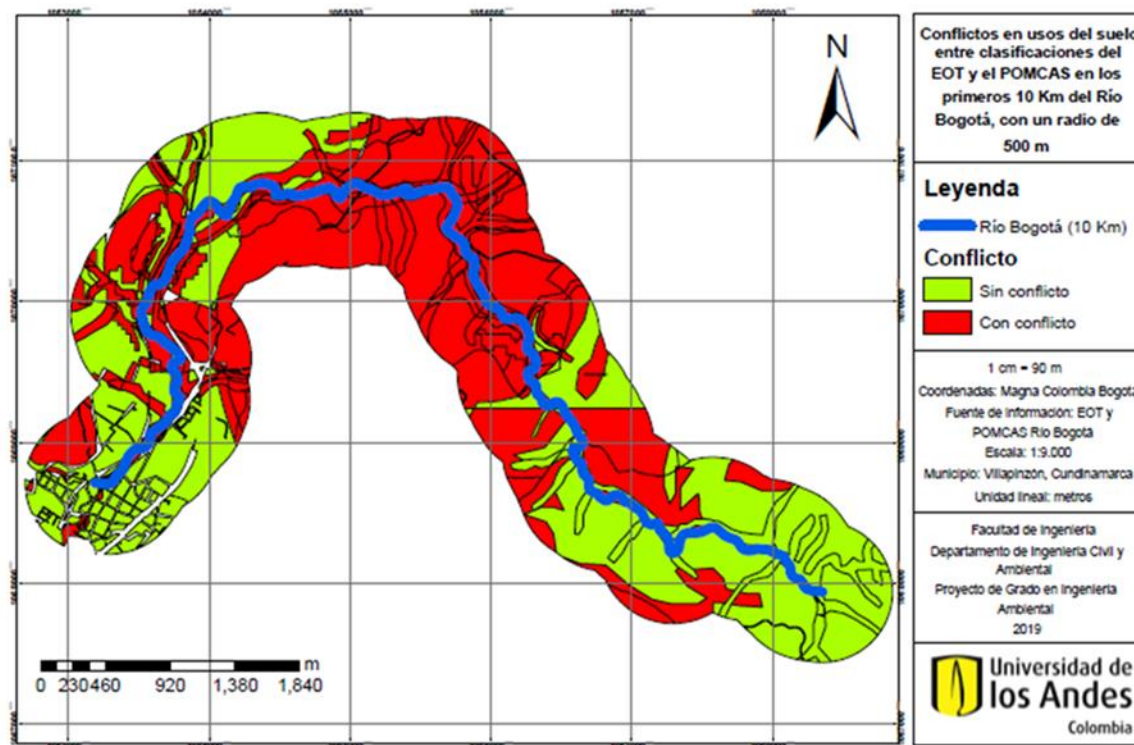 N
m
0 230 460 920 1,380 1,840
Conflictos en usos del suelo
entre clasificaciones del
EOT y el POMCAS en los
primeros 10 Km del Río
Bogotá, con un radio de
500 m
Leyenda
Río Bogotá (10 Km)
Conflicto
Sin conflicto
Con conflicto
1 cm = 90 m
Coordenadas: Magna Colombia Bogotá
Fuente de Información: EOT y
POMCAS Río Bogotá
Escala: 1:9.000
Municipio: Villapinzón, Cundinamarca
Unidad lineal: metros
Facultad de Ingeniería
Departamento de Ingeniería Civil y
Ambiental
Proyecto de Grado en Ingeniería
Ambiental
2019
Universidad de
los Andes
Colombia